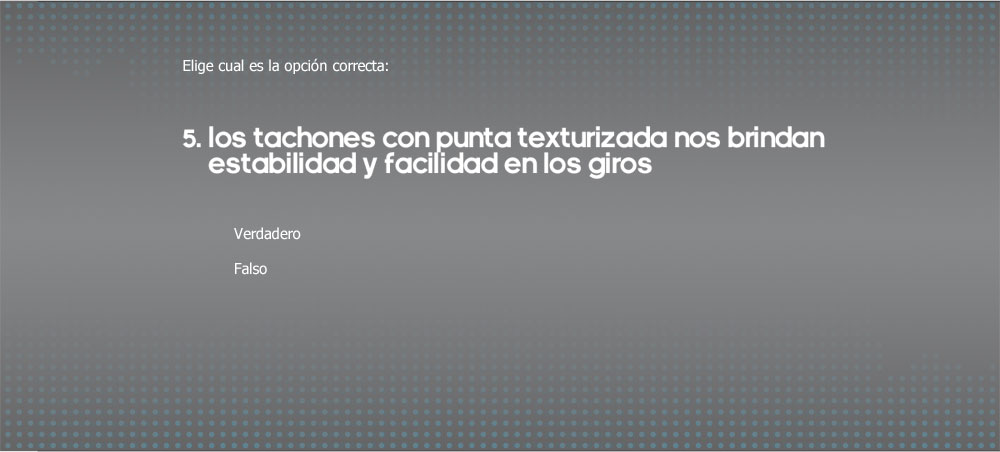 Elige cual es la opción correcta:
5. los tachones con punta texturizada nos brindan
estabilidad y facilidad en los giros
Verdadero
Falso